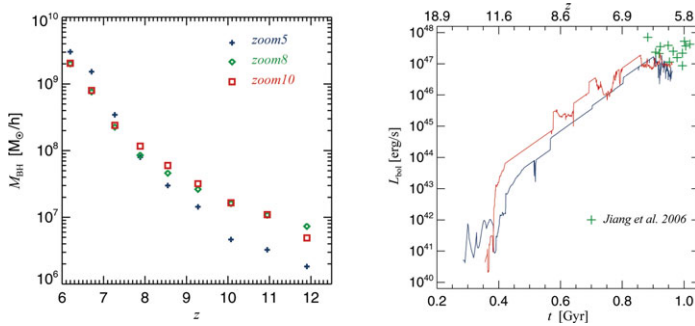 10^10
10^9
10^8
10^7
10^6
M_BH [M_⊙/h]
zoom5
zoom8
zoom10
6 7 8 9 10 11 12
z
z
18.9 11.6 8.6 6.9 5.8
10^48
10^47
10^46
10^45
10^44
10^43
10^42
10^41
10^40
L_bol [erg/s]
Jiang et al. 2006
0.2 0.4 0.6 0.8 1.0
t [Gyr]